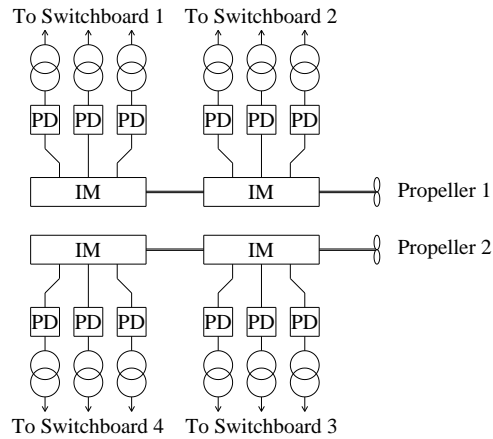 To Switchboard 1 To Switchboard 2
PD PD PD PD PD PD
IM IM Propeller 1
IM IM Propeller 2
PD PD PD PD PD PD
To Switchboard 4 To Switchboard 3